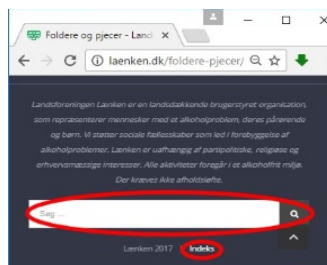 Foldere og pjecer - Land
laenken.dk/foldere-pjecer/
Landsforeningen Lænken er en landsdækkende brugerstyret organisation,
som repræsenterer mennesker med et alkoholproblem, deres pårørende
og børn. Vi støtter sociale fællesskaber som led i forebyggelse af
alkoholproblemer. Lænken er uafhængig af partipolitiske, religiøse og
erhvervsmæssige interesser. Alle aktiviteter foregår i et alkoholfrit miljø.
Der kræves ikke afholdsløfte.
Søg ...
Lænken 2017 Indeks